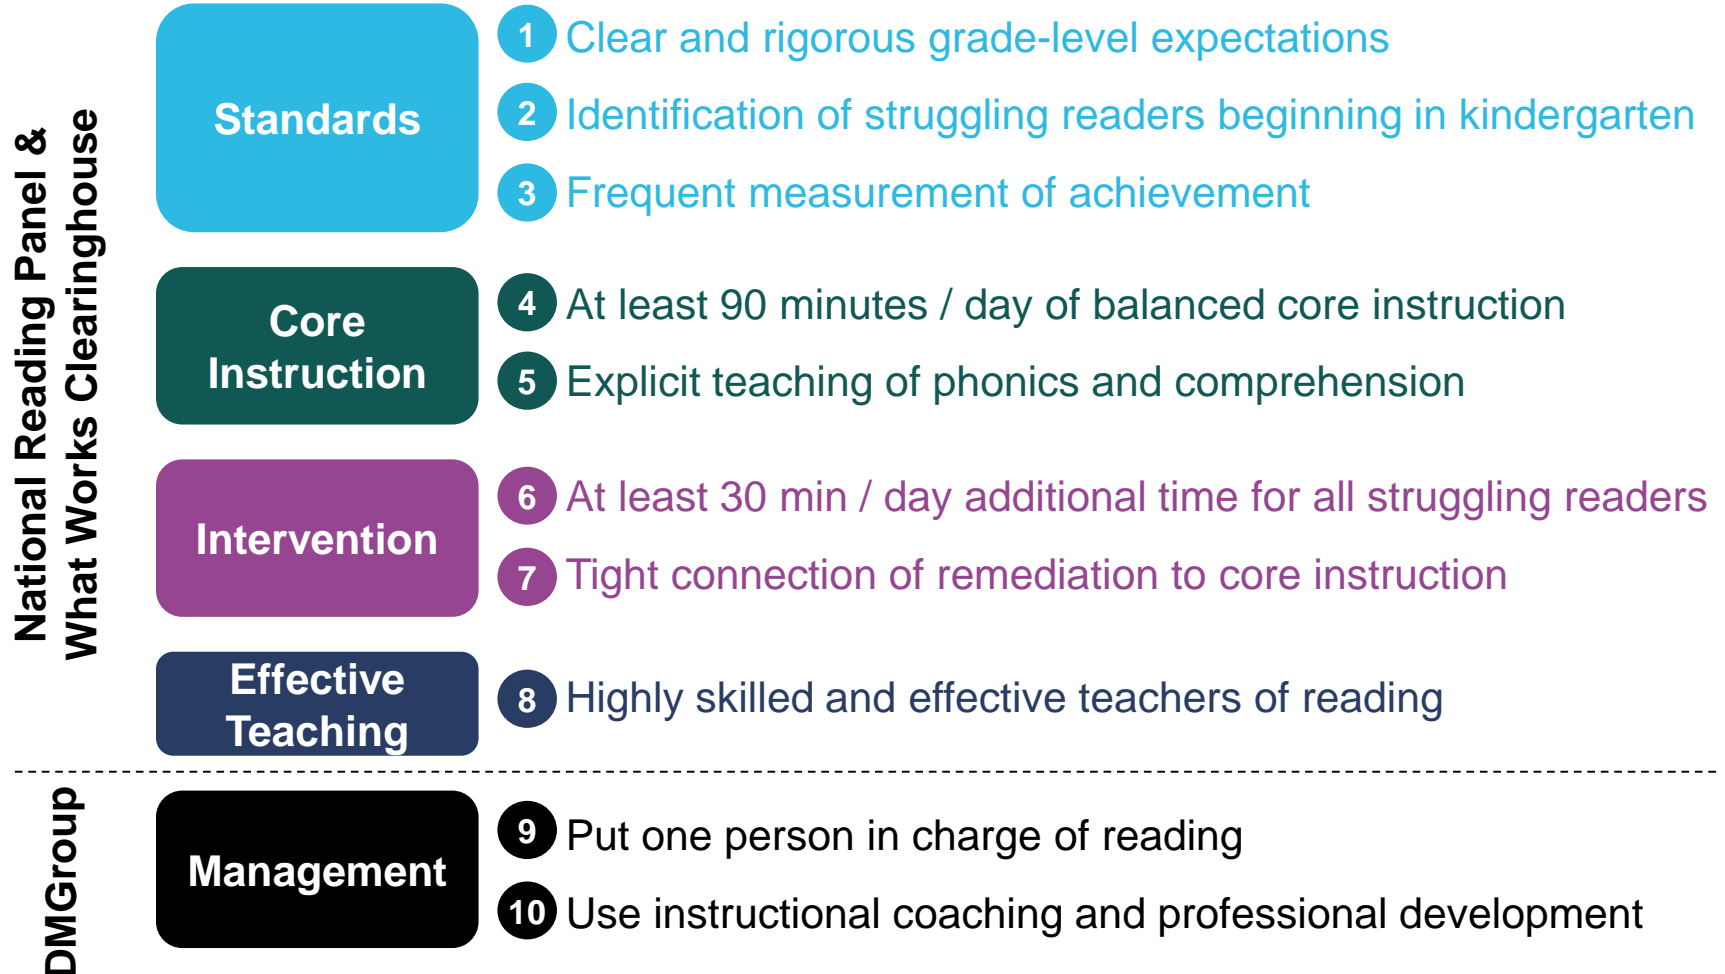 National Reading Panel &
What Works Clearinghouse
Standards
1 Clear and rigorous grade-level expectations
2 Identification of struggling readers beginning in kindergarten
3 Frequent measurement of achievement
Core
Instruction
4 At least 90 minutes / day of balanced core instruction
5 Explicit teaching of phonics and comprehension
Intervention
6 At least 30 min / day additional time for all struggling readers
7 Tight connection of remediation to core instruction
Effective
Teaching
8 Highly skilled and effective teachers of reading
DMGroup
Management
9 Put one person in charge of reading
10 Use instructional coaching and professional development